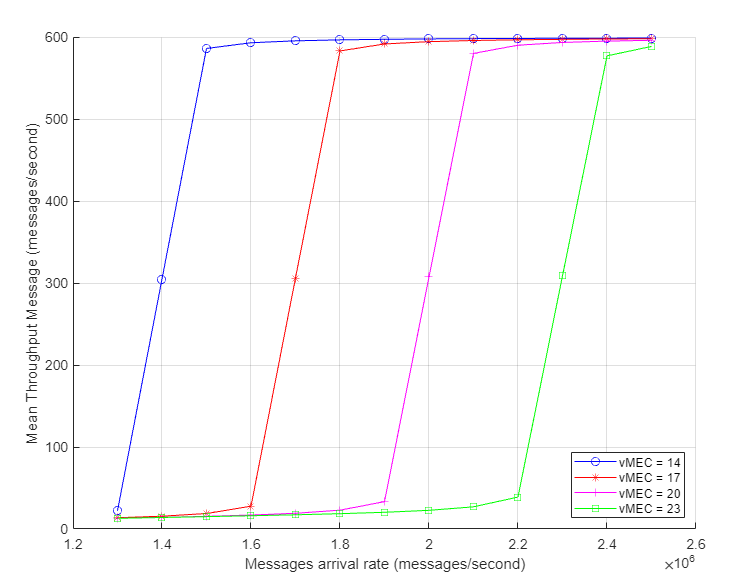 Mean Throughput Message (messages/second)
600
500
400
300
200
100
0
1.2
1.4
1.6
1.8
2
2.2
2.4
2.6
×10⁶
Messages arrival rate (messages/second)
vMEC = 14
vMEC = 17
vMEC = 20
vMEC = 23